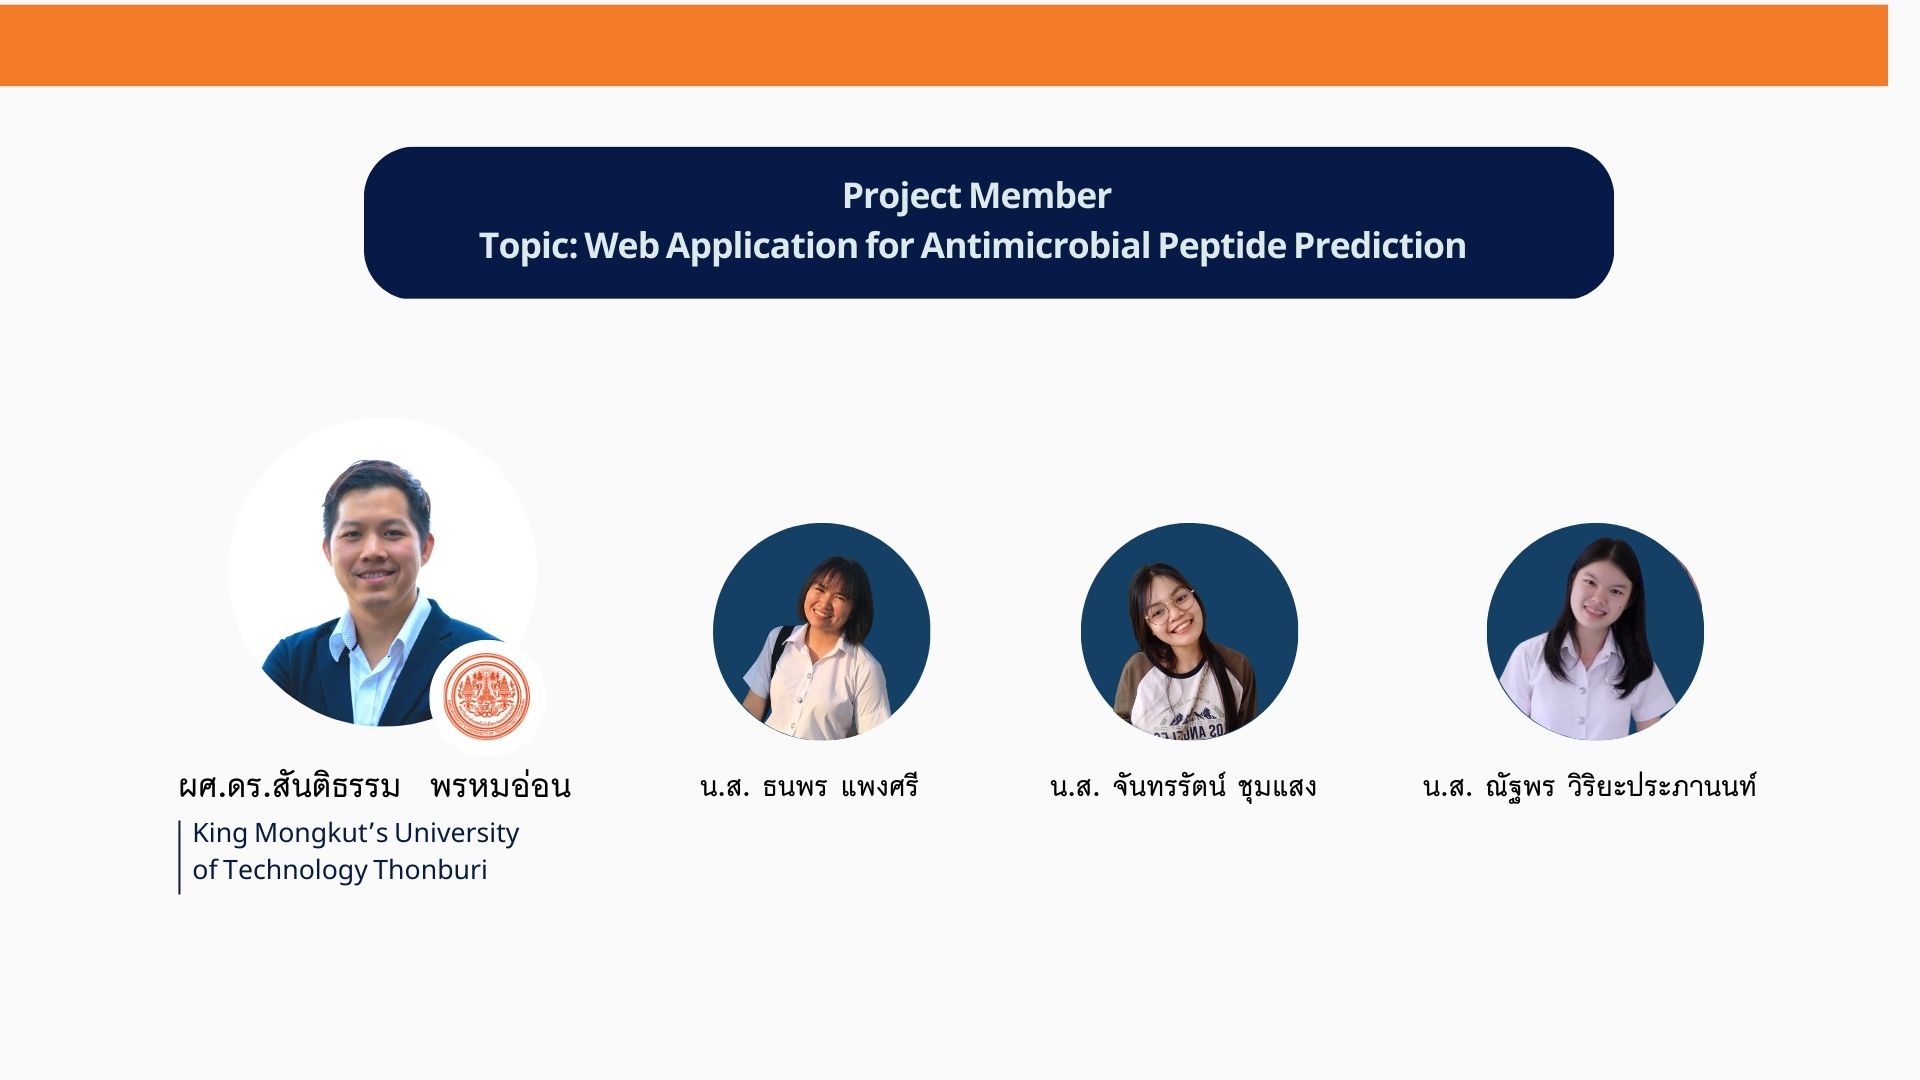 Project Member
Topic: Web Application for Antimicrobial Peptide Prediction
ผศ.ดร.สันติธรรม พรหมอ่อน
King Mongkut’s University
of Technology Thonburi
น.ส. ธนพร แพงศรี
น.ส. จันทรรัตน์ ชุมแสง
น.ส. ณัฐพร วิริยะประภานนท์